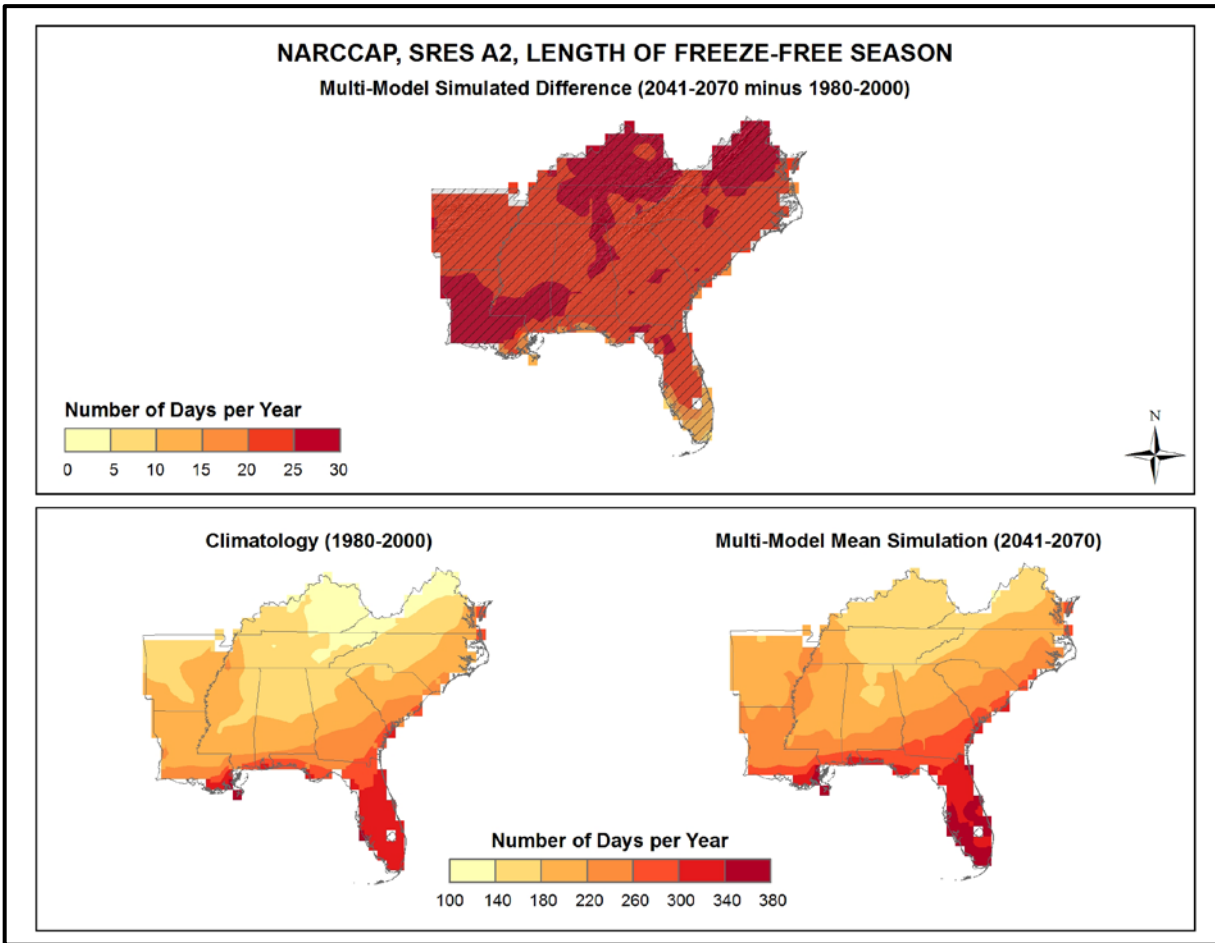 NARCCAP, SRES A2, LENGTH OF FREEZE-FREE SEASON
Multi-Model Simulated Difference (2041-2070 minus 1980-2000)
Number of Days per Year
0 5 10 15 20 25 30
N
Climatology (1980-2000)
Multi-Model Mean Simulation (2041-2070)
Number of Days per Year
100 140 180 220 260 300 340 380